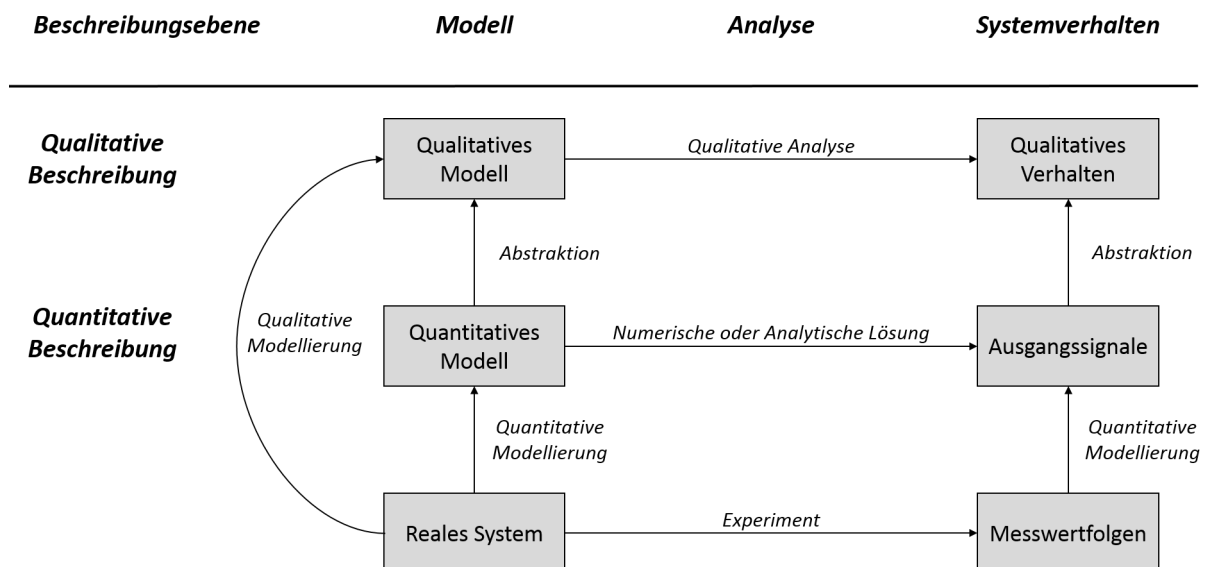 Beschreibungsebene
Modell
Analyse
Systemverhalten
Qualitative
Beschreibung
Qualitatives
Modell
Qualitative Analyse
Qualitatives
Verhalten
Abstraktion
Abstraktion
Quantitative
Beschreibung
Qualitative
Modellierung
Quantitatives
Modell
Numerische oder Analytische Lösung
Ausgangssignale
Quantitative
Modellierung
Quantitative
Modellierung
Reales System
Experiment
Messwertfolgen